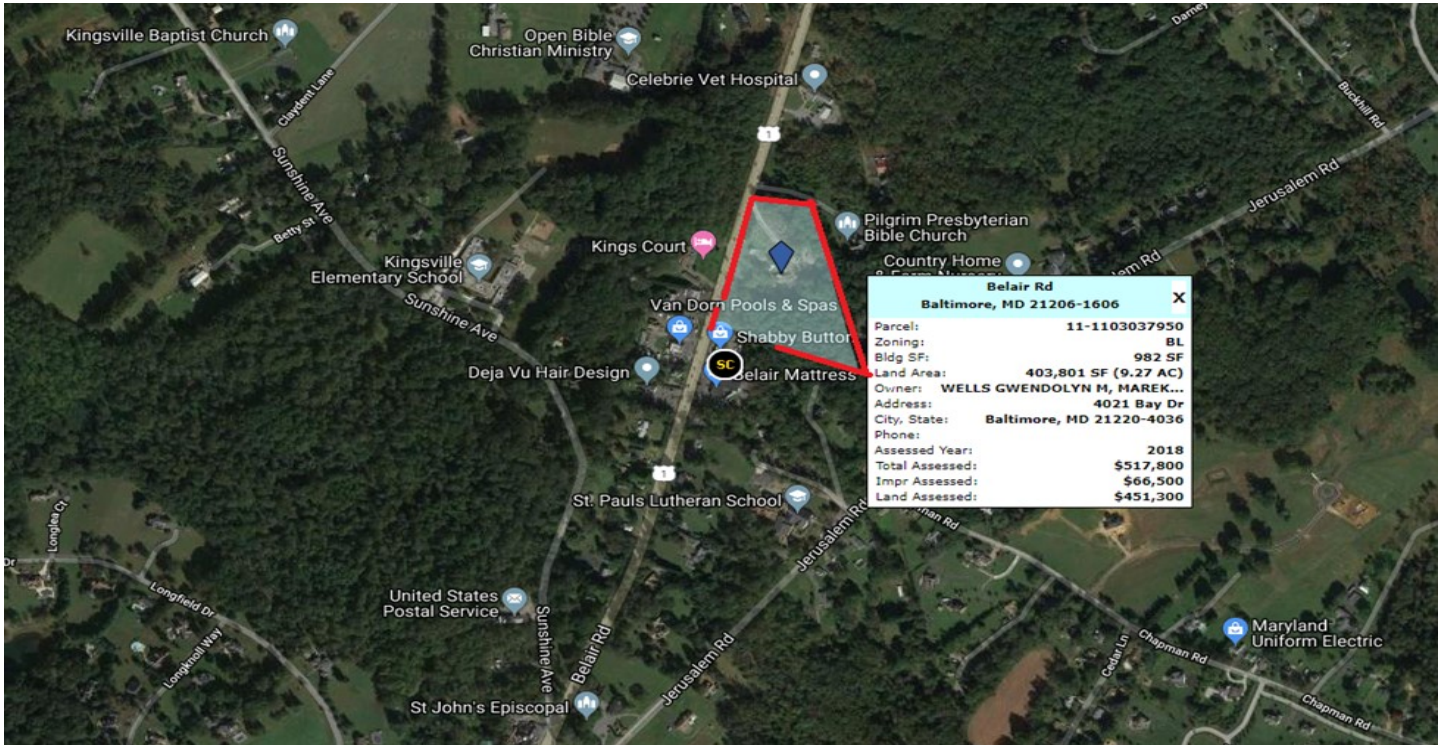 Kingsville Baptist Church
Open Bible
Christian Ministry
Darney
Celebrie Vet Hospital
Claydent Lane
Buckhill Rd
1
Sunshine Ave
Jerusalem Rd
Betty St
Pilgrim Presbyterian
Bible Church
Kings Court
Kingsville
Elementary School
Country Home
& Farm Nursery
lem Rd
Sunshine Ave
Van Dorn Pools & Spas
Shabby Button
SC
Deja Vu Hair Design
Belair Mattress
Belair Rd
Baltimore, MD 21206-1606
X
Parcel: 11-1103037950
Zoning: BL
Bldg SF: 982 SF
Land Area: 403,801 SF (9.27 AC)
Owner: WELLS GWENDOLYN M, MAREK...
Address: 4021 Bay Dr
City, State: Baltimore, MD 21220-4036
Phone:
Assessed Year: 2018
Total Assessed: $517,800
Impr Assessed: $66,500
Land Assessed: $451,300
1
St. Pauls Lutheran School
man Rd
Longlea Ct
Jerusalem Rd
Dr
Longfield Dr
United States
Postal Service
Sunshine Ave
Belair Rd
Longknoll Way
Jerusalem Rd
Cedar Ln
Chapman Rd
Maryland
Uniform Electric
St John's Episcopal
Chapman Rd